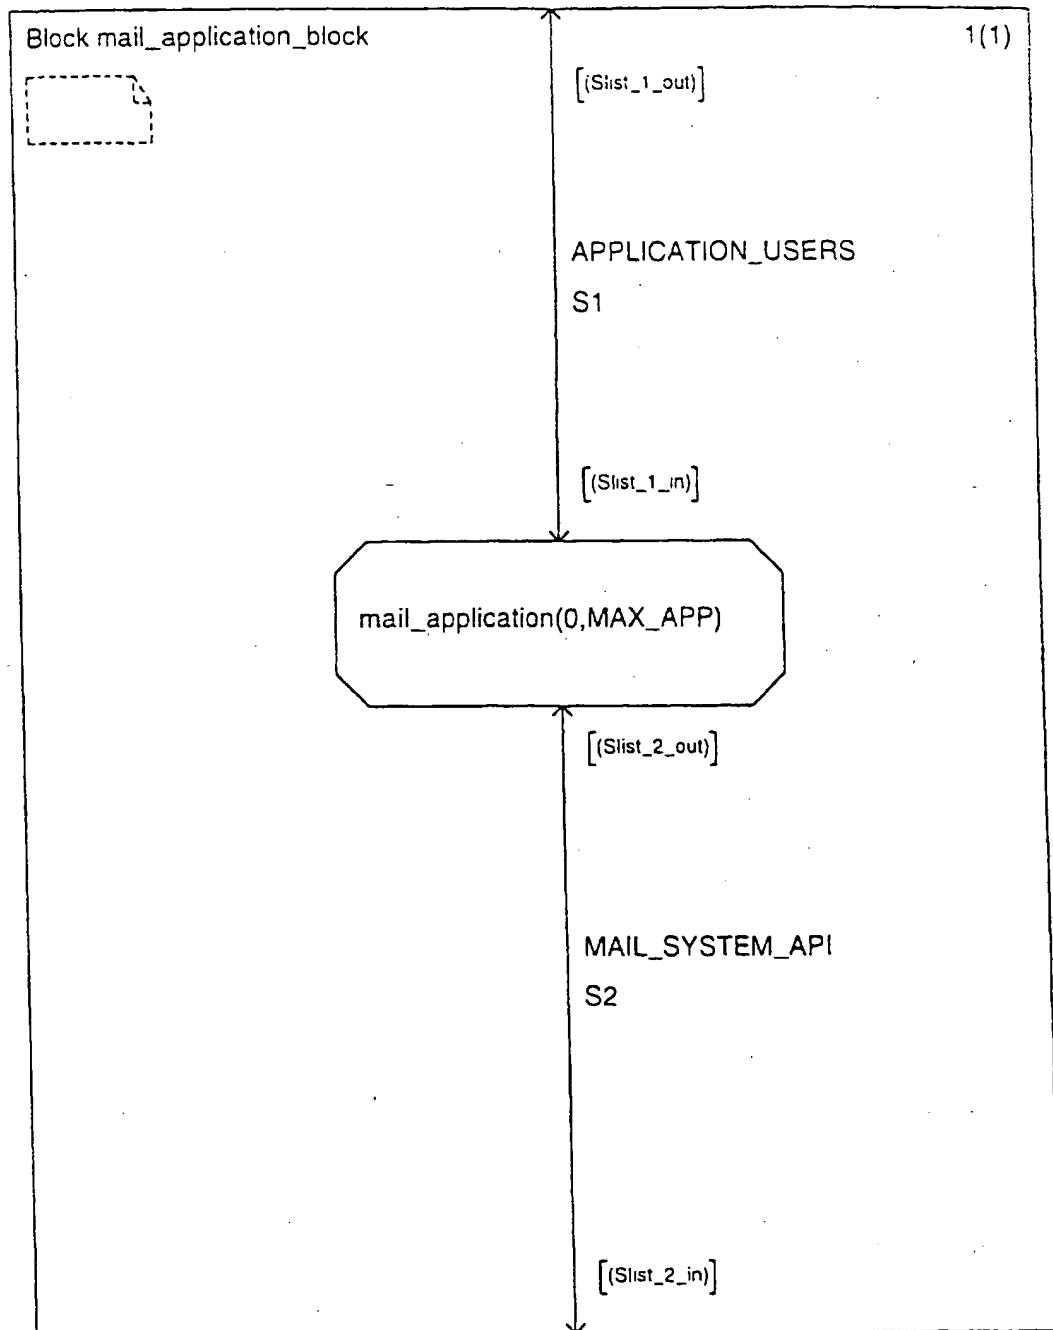 Block mail_application_block
1(1)
[(Slist_1_out)]
APPLICATION_USERS
S1
[(Slist_1_in)]
mail_application(0,MAX_APP)
[(Slist_2_out)]
MAIL_SYSTEM_API
S2
[(Slist_2_in)]